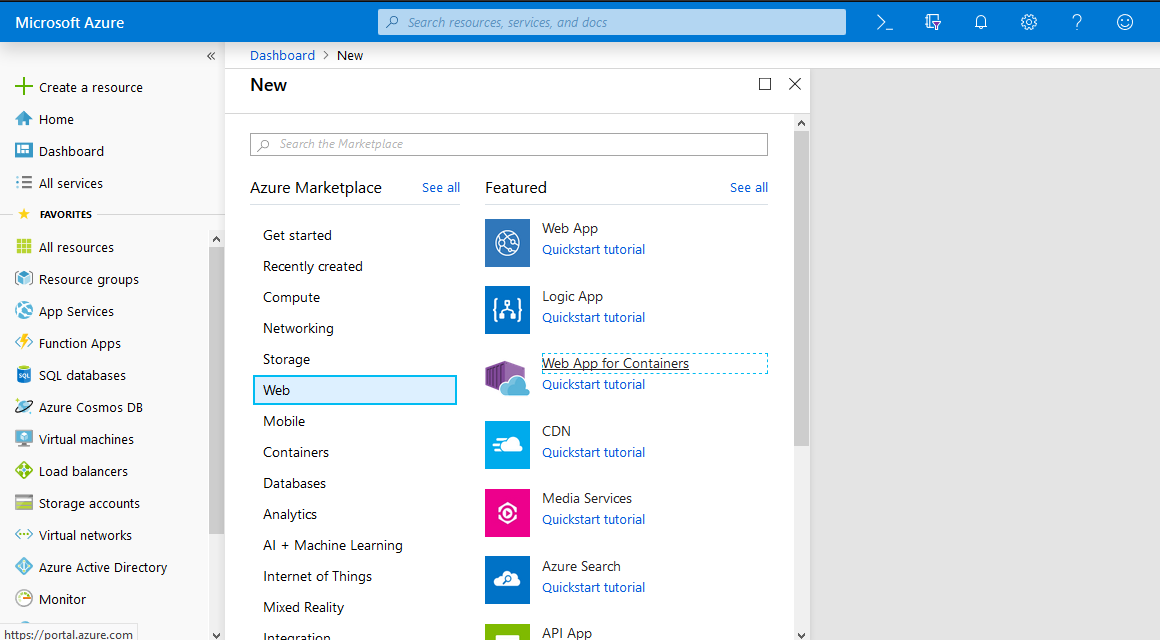 Microsoft Azure
Search resources, services, and docs
Dashboard > New
Create a resource
Home
Dashboard
All services
FAVORITES
All resources
Resource groups
App Services
Function Apps
SQL databases
Azure Cosmos DB
Virtual machines
Load balancers
Storage accounts
Virtual networks
Azure Active Directory
Monitor
https://portal.azure.com
New
Search the Marketplace
Azure Marketplace
See all
Get started
Recently created
Compute
Networking
Storage
Web
Mobile
Containers
Databases
Analytics
AI + Machine Learning
Internet of Things
Mixed Reality
Integration
Featured
See all
Web App
Quickstart tutorial
Logic App
Quickstart tutorial
Web App for Containers
Quickstart tutorial
CDN
Quickstart tutorial
Media Services
Quickstart tutorial
Azure Search
Quickstart tutorial
API App